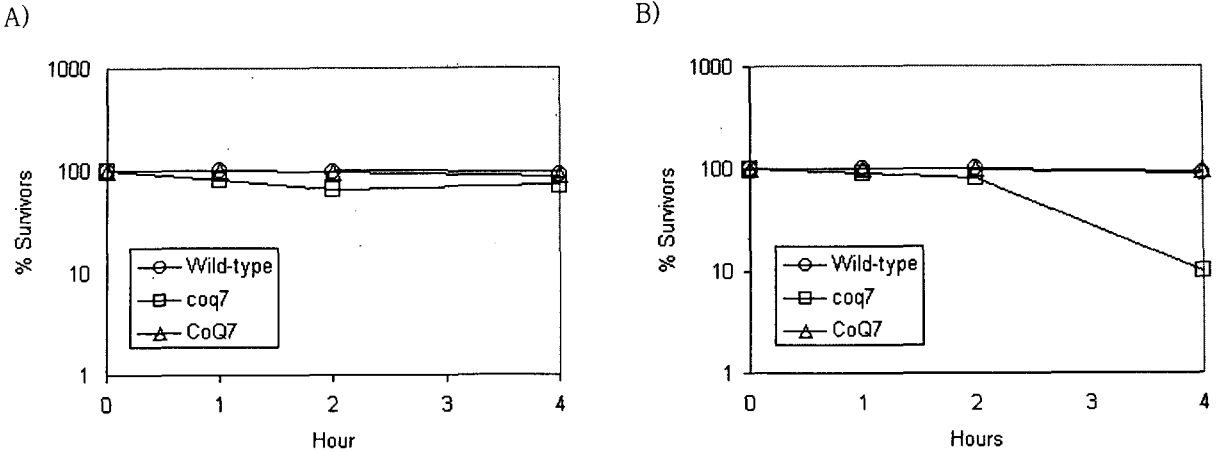 A)
1000
100
10
1
% Survivors
Wild-type
coq7
CoQ7
0 1 2 3 4
Hour
B)
1000
100
10
1
% Survivors
Wild-type
coq7
CoQ7
0 1 2 3 4
Hours